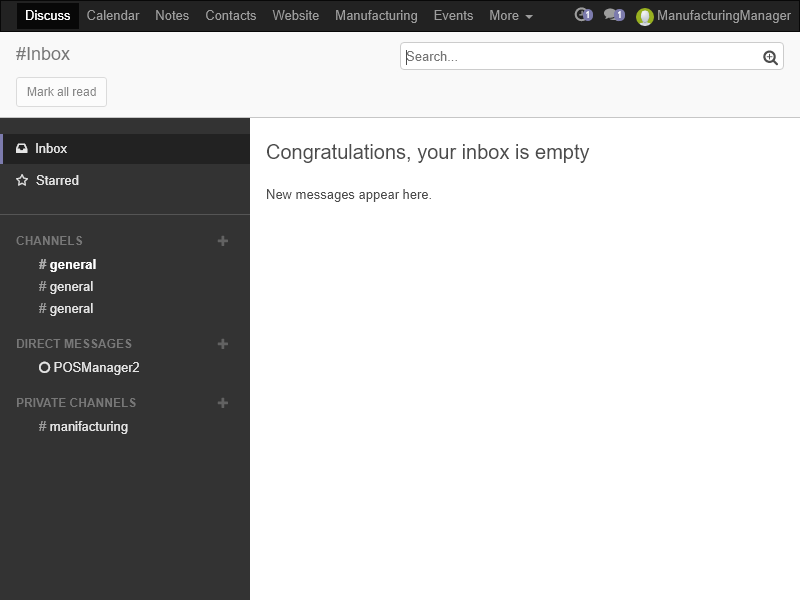 Discuss Calendar Notes Contacts Website Manufacturing Events More 1 1 ManufacturingManager
#Inbox
Search...
Mark all read
Inbox
Starred
Congratulations, your inbox is empty
New messages appear here.
CHANNELS +
# general
# general
# general
DIRECT MESSAGES +
POSManager2
PRIVATE CHANNELS +
# manifacturing